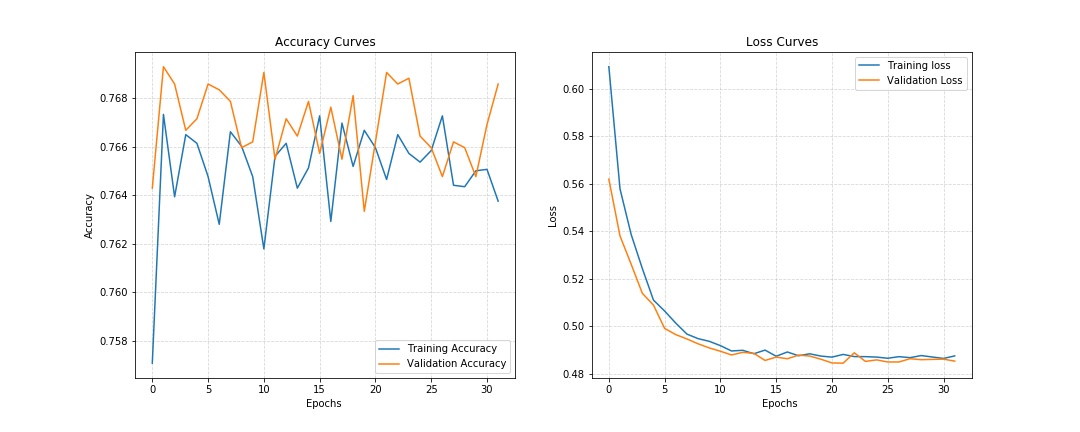 Accuracy Curves
Accuracy
0.768
0.766
0.764
0.762
0.760
0.758
Training Accuracy
Validation Accuracy
0 5 10 15 20 25 30
Epochs
Loss Curves
Loss
0.60
0.58
0.56
0.54
0.52
0.50
0.48
Training loss
Validation Loss
0 5 10 15 20 25 30
Epochs